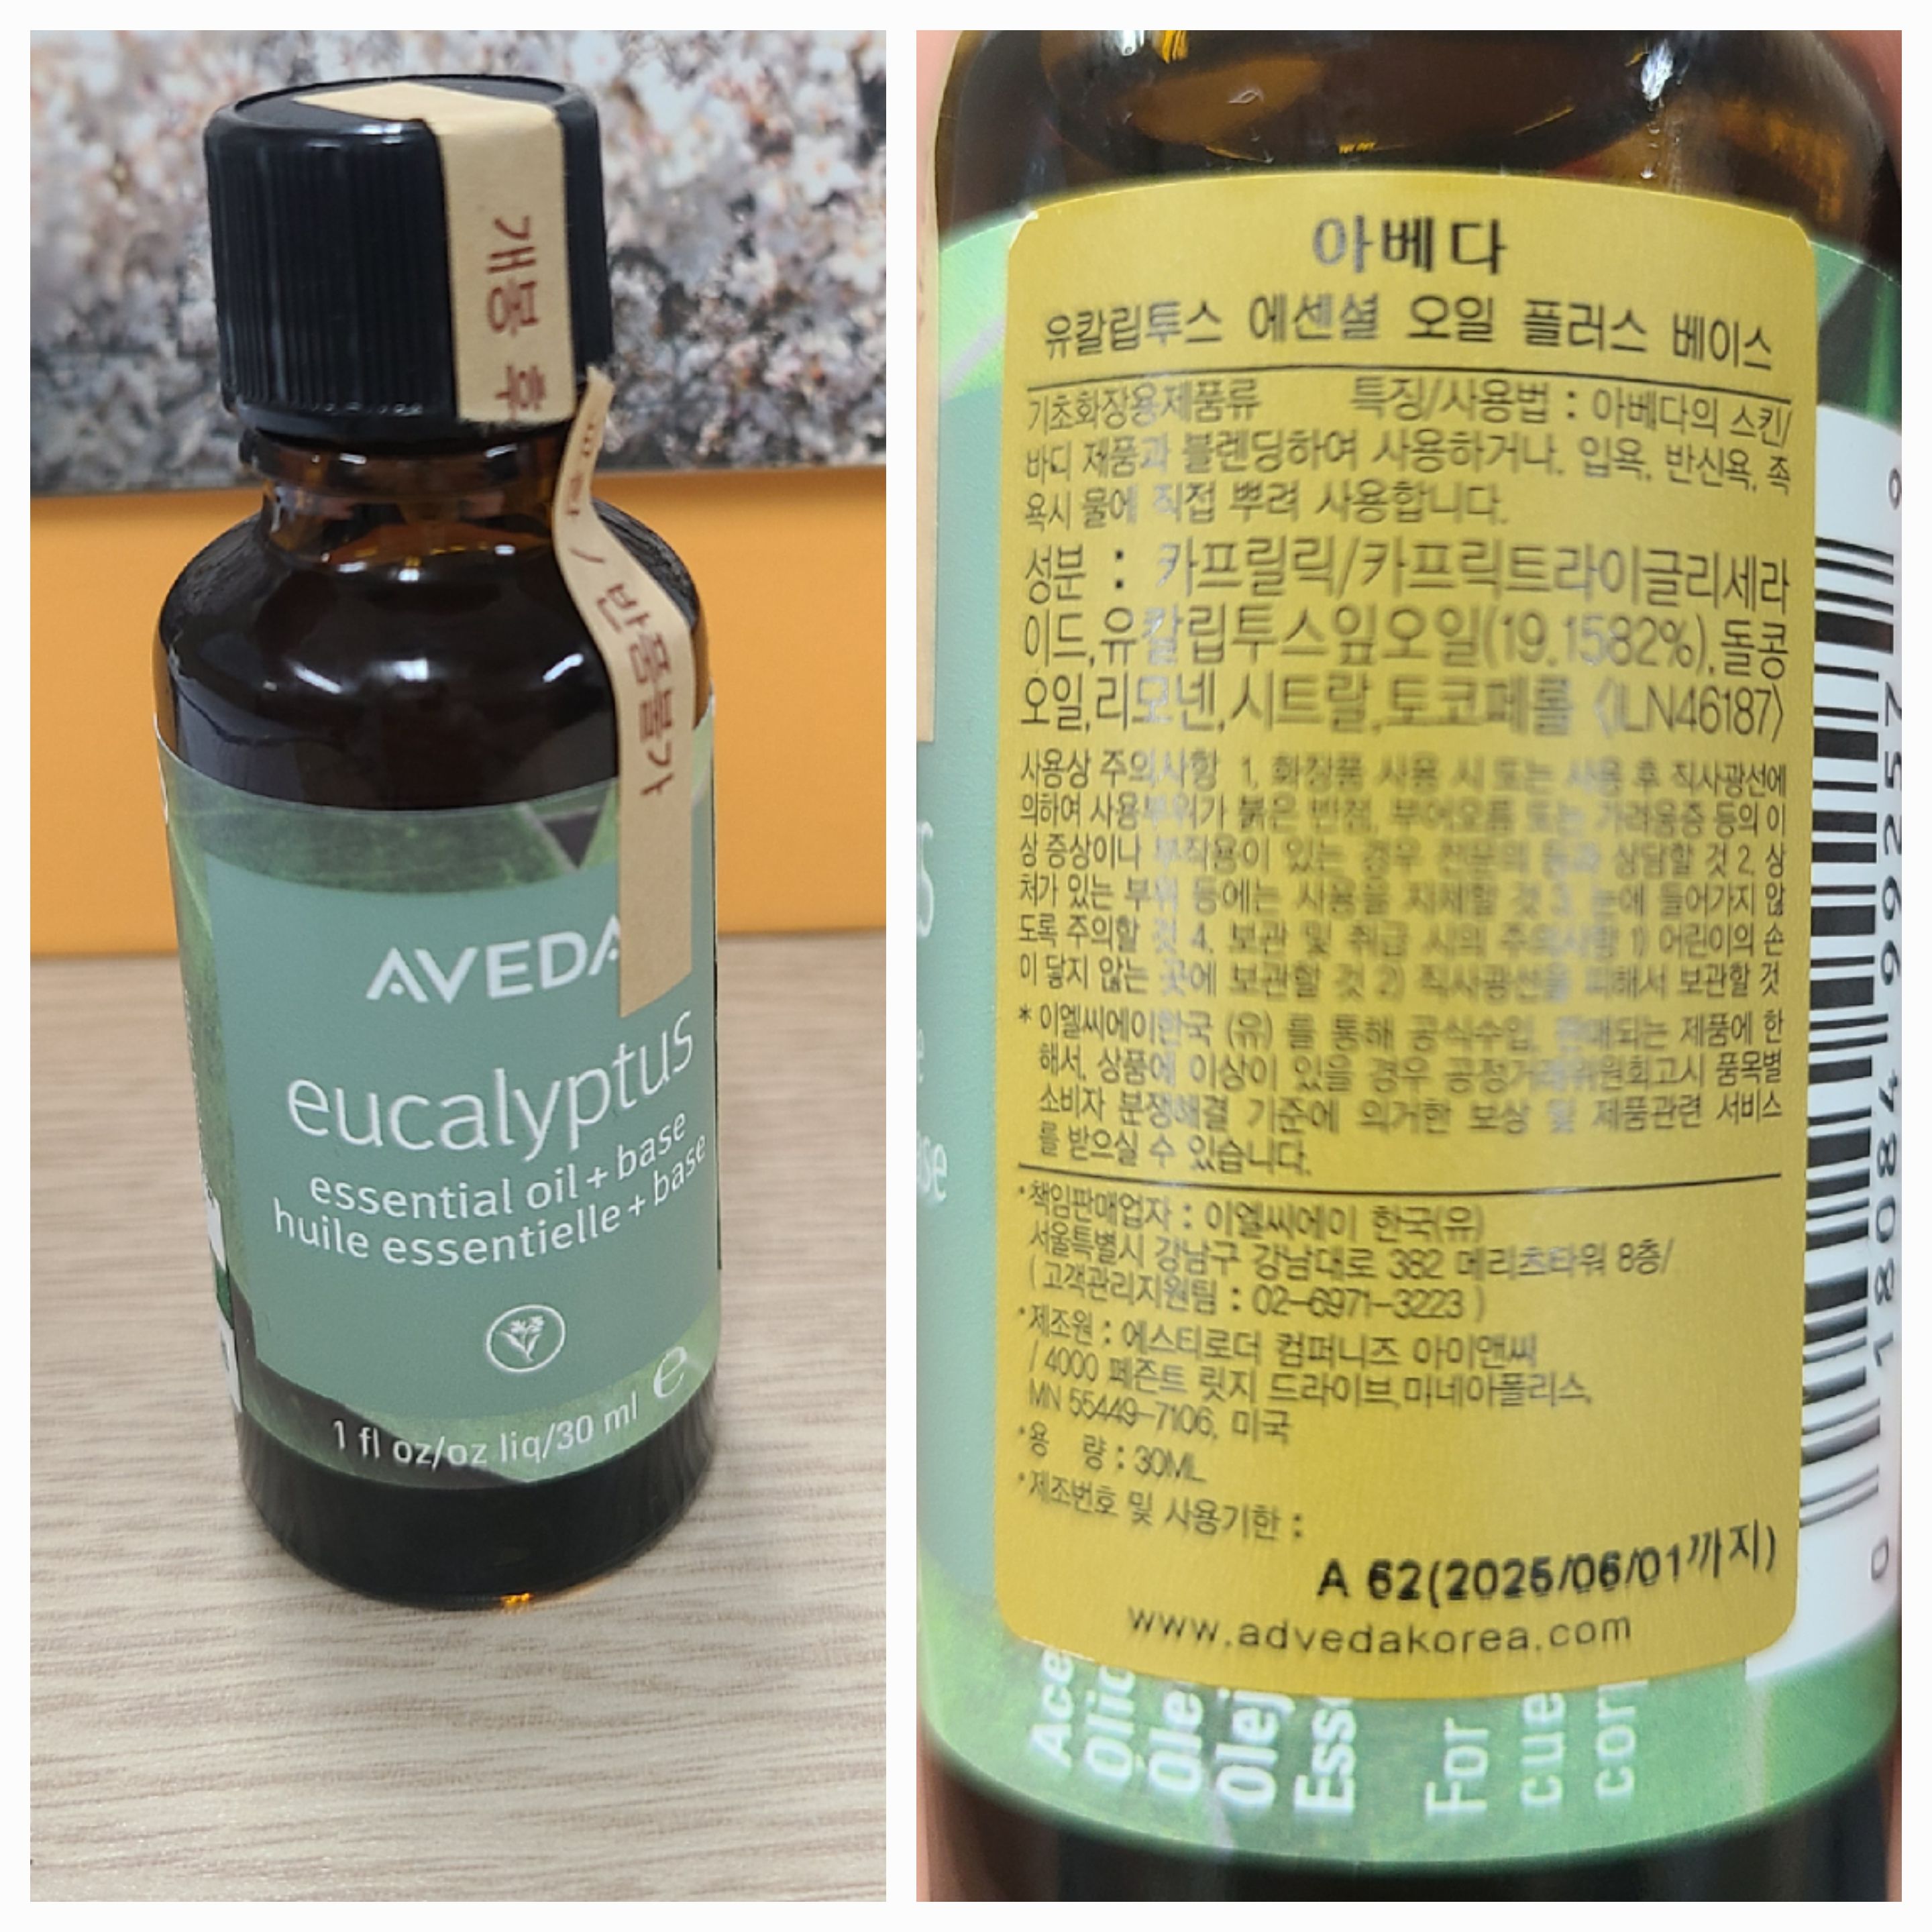 개봉 후
/ 반품불가
AVEDA
eucalyptus
essential oil + base
huile essentielle + base
1 fl oz/oz liq/30 ml e
아베다
유칼립투스 에센셜 오일 플러스 베이스
기초화장용제품류 특징/사용법 : 아베다의 스킨/
바디 제품과 블렌딩하여 사용하거나, 입욕, 반신욕, 족
욕시 물에 직접 뿌려 사용합니다.
성분 : 카프릴릭/카프릭트라이글리세라
이드,유칼립투스잎오일(19.1582%),돌콩
오일,리모넨,시트랄,토코페롤 <ILN46187>
사용상 주의사항 1. 화장품 사용 시 또는 사용 후 직사광선에
의하여 사용부위가 붉은 반점, 부어오름 또는 가려움증 등의 이
상 증상이나 부작용이 있는 경우 전문의 등과 상담할 것 2. 상
처가 있는 부위 등에는 사용을 자제할 것 3. 눈에 들어가지 않
도록 주의할 것 4. 보관 및 취급 시의 주의사항 1) 어린이의 손
이 닿지 않는 곳에 보관할 것 2) 직사광선을 피해서 보관할 것
* 이엘씨에이한국 (유) 를 통해 공식수입, 판매되는 제품에 한
해서, 상품에 이상이 있을 경우 공정거래위원회고시 품목별
소비자 분쟁해결 기준에 의거한 보상 및 제품관련 서비스
를 받으실 수 있습니다.
*책임판매업자 : 이엘씨에이 한국(유)
서울특별시 강남구 강남대로 382 메리츠타워 8층/
( 고객관리지원팀 : 02-6971-3223 )
*제조원 : 에스티로더 컴퍼니즈 아이앤씨
/ 4000 페즌트 릿지 드라이브,미네아폴리스,
MN 55449-7106, 미국
*용 량 : 30ML
*제조번호 및 사용기한 :
A 62(2025/06/01까지)
www.advedakorea.com
For